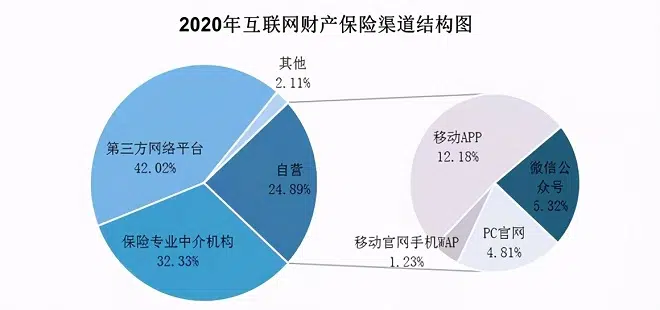 2020年互联网财产保险渠道结构图
其他
2.11%
第三方网络平台
42.02%
自营
24.89%
保险专业中介机构
32.33%
移动APP
12.18%
微信公
众号
5.32%
移动官网手机WAP
1.23%
PC官网
4.81%